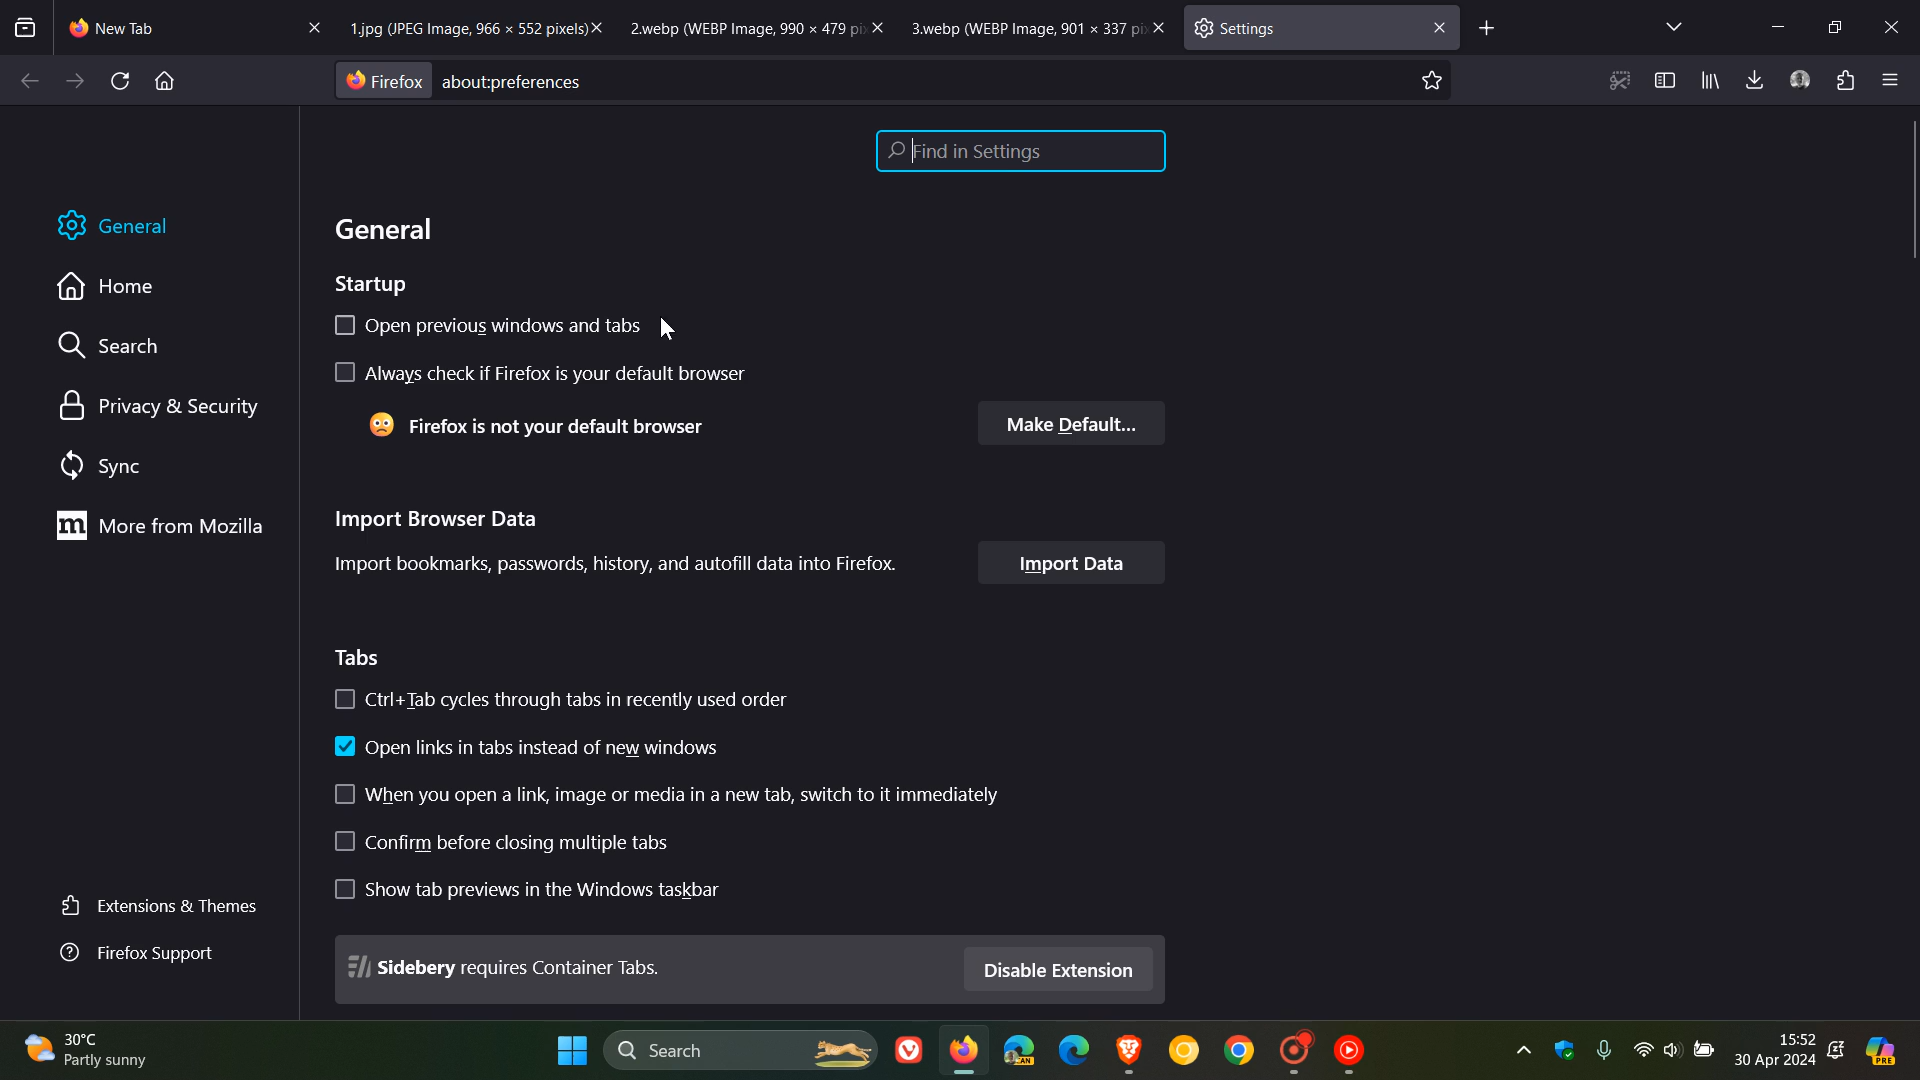 New Tab
1.jpg (JPEG Image, 966 × 552 pixels)
2.webp (WEBP Image, 990 × 479 pi
3.webp (WEBP Image, 901 × 337 pi
Settings
Firefox
about:preferences
Find in Settings
General
Home
Search
Privacy & Security
Sync
m More from Mozilla
Extensions & Themes
Firefox Support
General
Startup
Open previous windows and tabs
Always check if Firefox is your default browser
Firefox is not your default browser
Make Default...
Import Browser Data
Import bookmarks, passwords, history, and autofill data into Firefox.
Import Data
Tabs
Ctrl+Tab cycles through tabs in recently used order
Open links in tabs instead of new windows
When you open a link, image or media in a new tab, switch to it immediately
Confirm before closing multiple tabs
Show tab previews in the Windows taskbar
Sidebery requires Container Tabs.
Disable Extension
30°C
Partly sunny
Search
CAN
15:52
30 Apr 2024
PRE